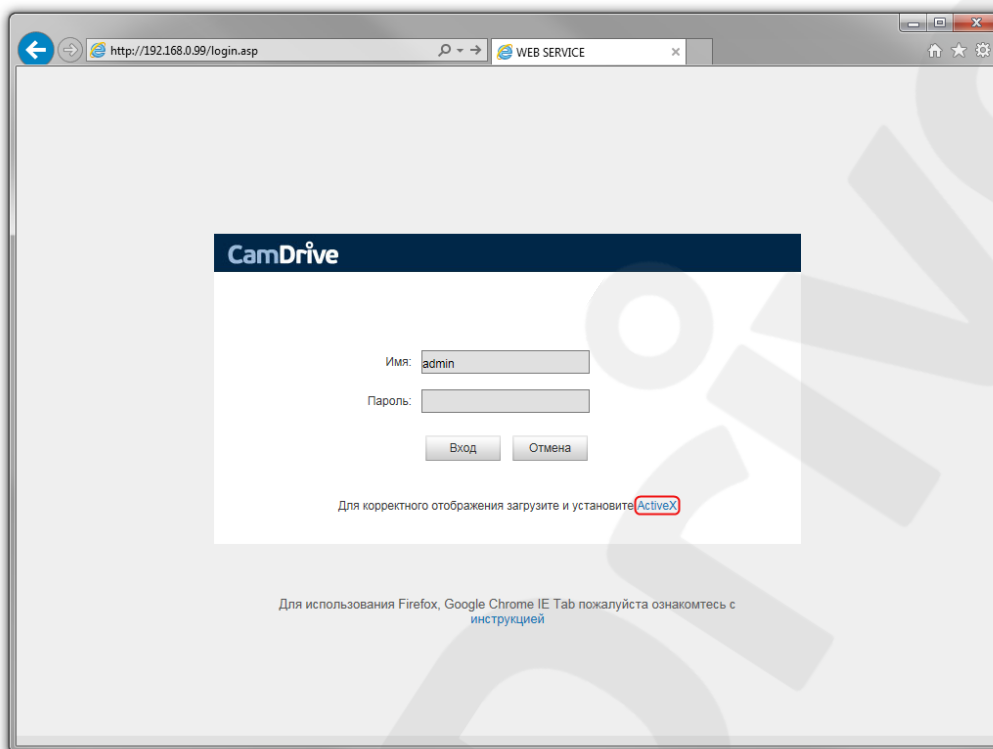 http://192.168.0.99/login.asp
WEB SERVICE
CamDrive
Имя: admin
Пароль:
Вход Отмена
Для корректного отображения загрузите и установите ActiveX
Для использования Firefox, Google Chrome IE Tab пожалуйста ознакомтесь с
инструкцией